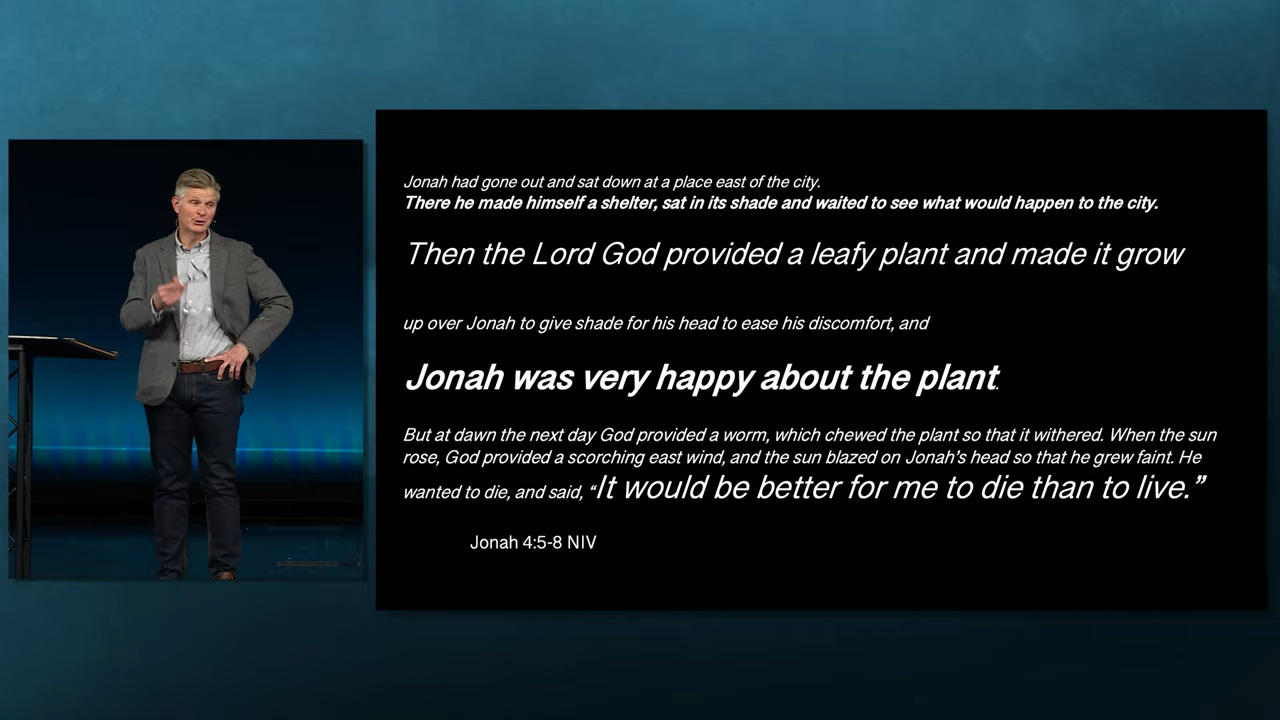 Jonah had gone out and sat down at a place east of the city.
There he made himself a shelter, sat in its shade and waited to see what would happen to the city.
Then the Lord God provided a leafy plant and made it grow
up over Jonah to give shade for his head to ease his discomfort, and
Jonah was very happy about the plant.
But at dawn the next day God provided a worm, which chewed the plant so that it withered. When the sun
rose, God provided a scorching east wind, and the sun blazed on Jonah's head so that he grew faint. He
wanted to die, and said, “It would be better for me to die than to live.”
Jonah 4:5-8 NIV